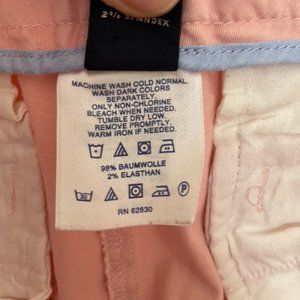 2% SPANDEX
MACHINE WASH COLD NORMAL.
WASH DARK COLORS
SEPARATELY.
ONLY NON-CHLORINE
BLEACH WHEN NEEDED.
TUMBLE DRY LOW.
REMOVE PROMPTLY.
WARM IRON IF NEEDED.
98% BAUMWOLLE
2% ELASTHAN
30
P
RN 62830